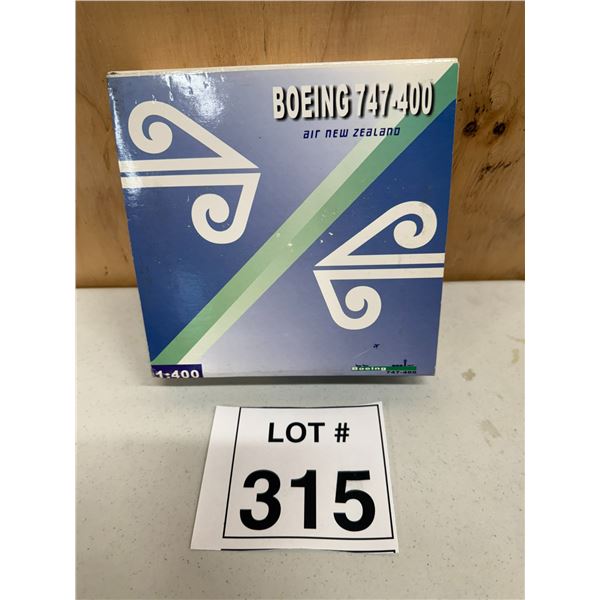 BOEING 747-400
air new zealand
1:400
Boeing
747-400
LOT #
315